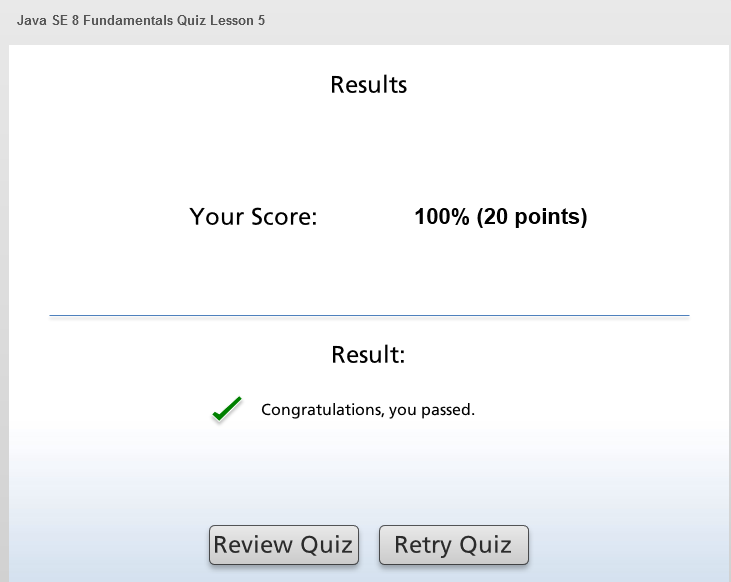 Java SE 8 Fundamentals Quiz Lesson 5
Results
Your Score: 100% (20 points)
Result:
Congratulations, you passed.
Review Quiz Retry Quiz